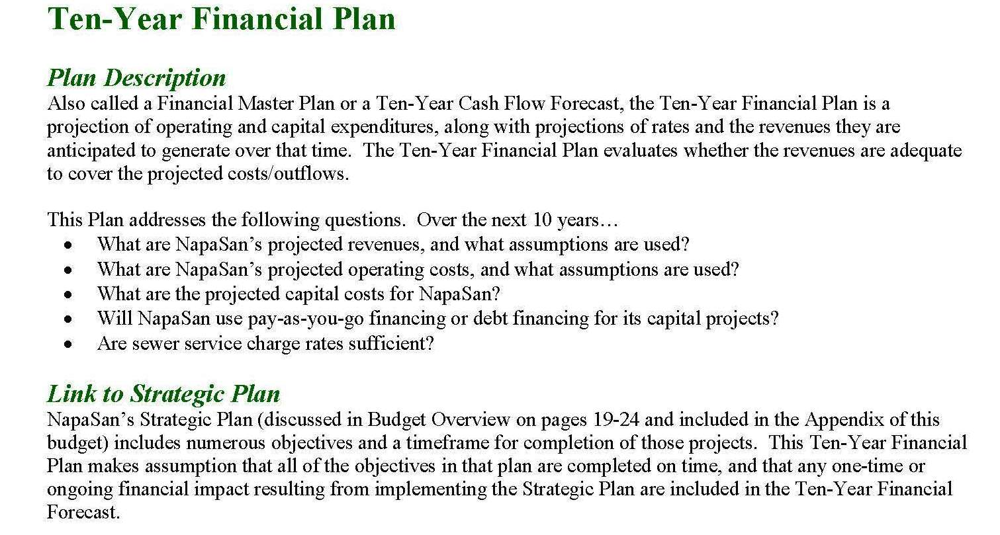 Ten-Year Financial Plan
Plan Description
Also called a Financial Master Plan or a Ten-Year Cash Flow Forecast, the Ten-Year Financial Plan is a
projection of operating and capital expenditures, along with projections of rates and the revenues they are
anticipated to generate over that time.  The Ten-Year Financial Plan evaluates whether the revenues are adequate
to cover the projected costs/outflows.
This Plan addresses the following questions.  Over the next 10 years…
• What are NapaSan’s projected revenues, and what assumptions are used?
• What are NapaSan’s projected operating costs, and what assumptions are used?
• What are the projected capital costs for NapaSan?
• Will NapaSan use pay-as-you-go financing or debt financing for its capital projects?
• Are sewer service charge rates sufficient?
Link to Strategic Plan
NapaSan’s Strategic Plan (discussed in Budget Overview on pages 19-24 and included in the Appendix of this
budget) includes numerous objectives and a timeframe for completion of those projects.  This Ten-Year Financial
Plan makes assumption that all of the objectives in that plan are completed on time, and that any one-time or
ongoing financial impact resulting from implementing the Strategic Plan are included in the Ten-Year Financial
Forecast.